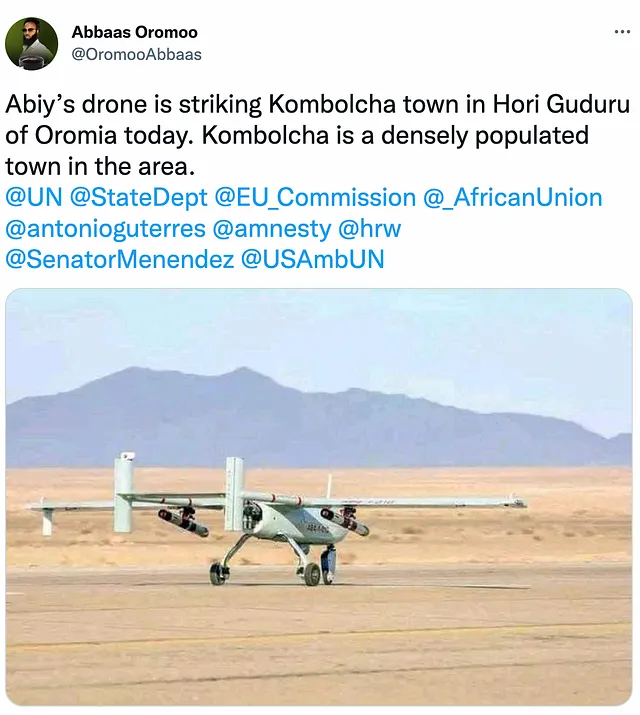 Abbaas Oromoo
@OromooAbbaas
Abiy’s drone is striking Kombolcha town in Hori Guduru
of Oromia today. Kombolcha is a densely populated
town in the area.
@UN @StateDept @EU_Commission @_AfricanUnion
@antonioguterres @amnesty @hrw
@SenatorMenendez @USAmbUN